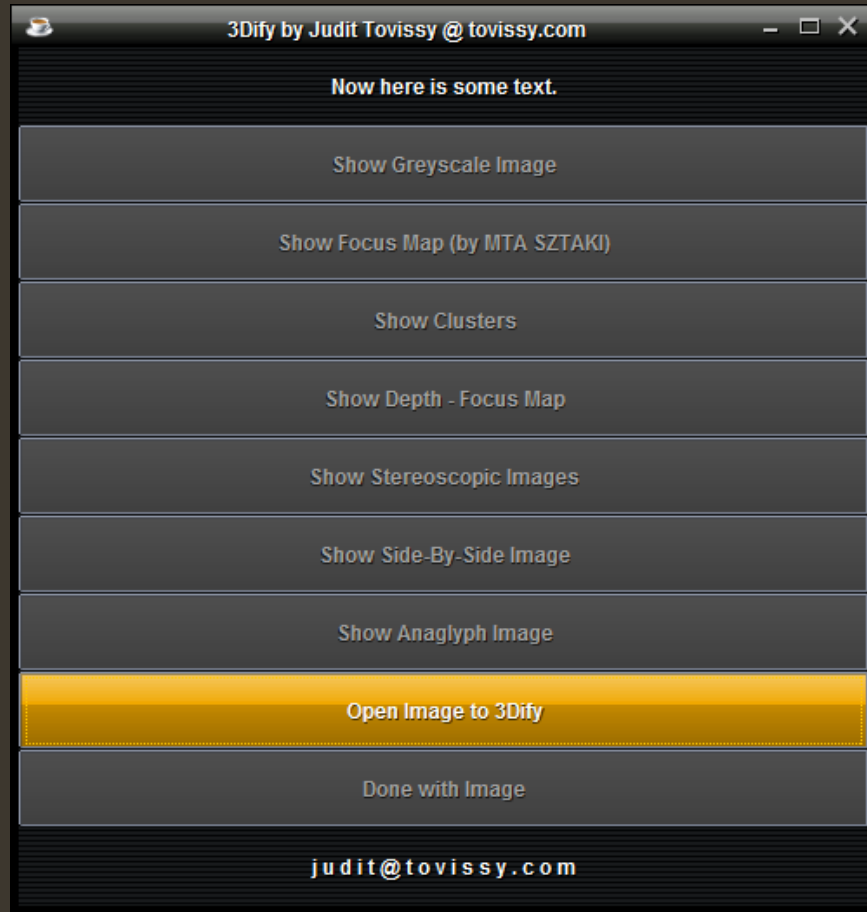 3Dify by Judit Tovissy @ tovissy.com
Now here is some text.
Show Greyscale Image
Show Focus Map (by MTA SZTAKI)
Show Clusters
Show Depth - Focus Map
Show Stereoscopic Images
Show Side-By-Side Image
Show Anaglyph Image
Open Image to 3Dify
Done with Image
judit@tovissy.com